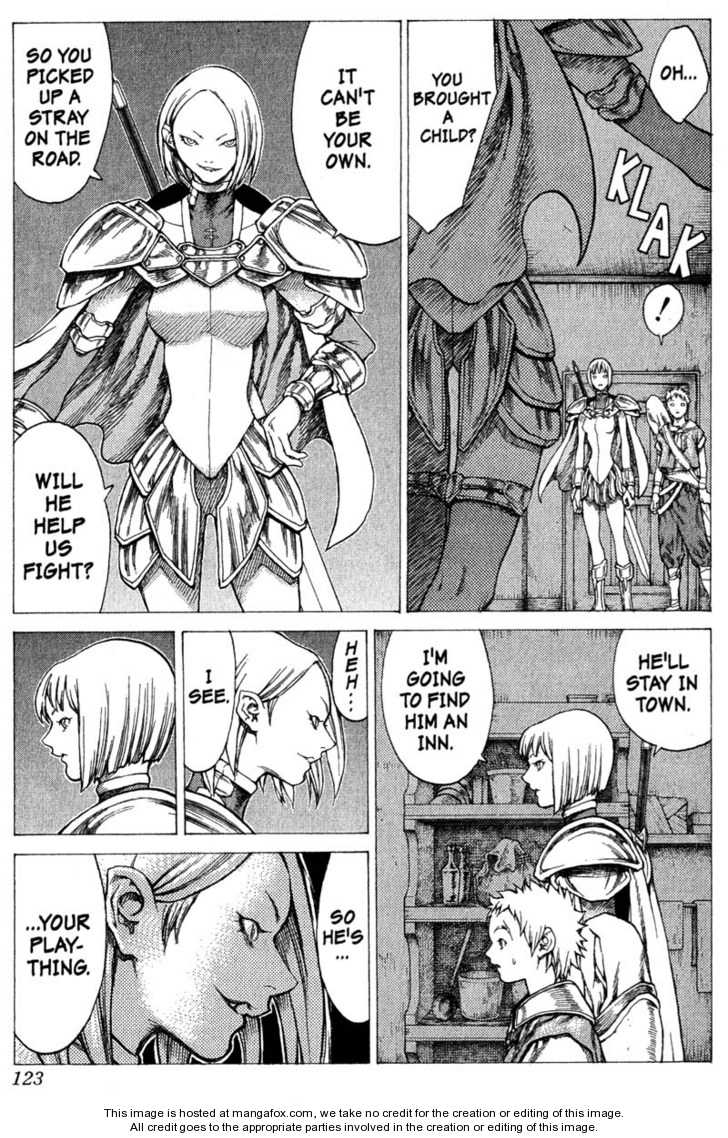 OH...
YOU
BROUGHT
A
CHILD?
KLAK
!
IT
CAN'T
BE
YOUR
OWN.
SO YOU
PICKED
UP A
STRAY
ON THE
ROAD.
WILL
HE
HELP
US
FIGHT?
HE'LL
STAY IN
TOWN.
I'M
GOING
TO FIND
HIM AN
INN.
HEH...
I
SEE.
SO
HE'S
...
...YOUR
PLAY-
THING.
123
This image is hosted at mangafox.com, we take no credit for the creation or editing of this image.
All credit goes to the appropriate parties involved in the creation or editing of this image.